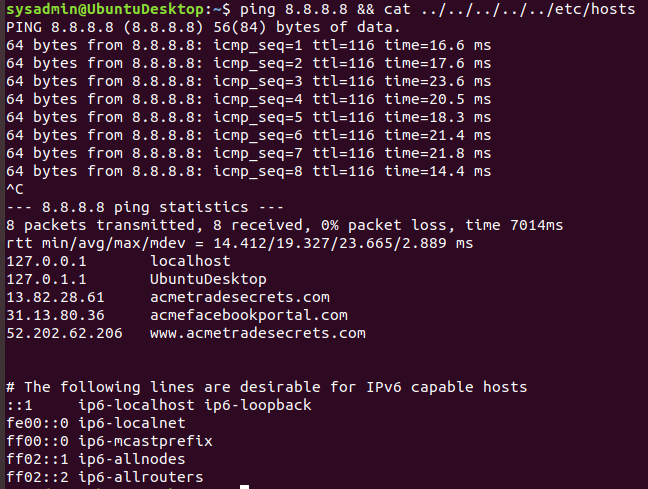 sysadmin@UbuntuDesktop:~$ ping 8.8.8.8 && cat ../../../../../etc/hosts
PING 8.8.8.8 (8.8.8.8) 56(84) bytes of data.
64 bytes from 8.8.8.8: icmp_seq=1 ttl=116 time=16.6 ms
64 bytes from 8.8.8.8: icmp_seq=2 ttl=116 time=17.6 ms
64 bytes from 8.8.8.8: icmp_seq=3 ttl=116 time=23.6 ms
64 bytes from 8.8.8.8: icmp_seq=4 ttl=116 time=20.5 ms
64 bytes from 8.8.8.8: icmp_seq=5 ttl=116 time=18.3 ms
64 bytes from 8.8.8.8: icmp_seq=6 ttl=116 time=21.4 ms
64 bytes from 8.8.8.8: icmp_seq=7 ttl=116 time=21.8 ms
64 bytes from 8.8.8.8: icmp_seq=8 ttl=116 time=14.4 ms
^C
--- 8.8.8.8 ping statistics ---
8 packets transmitted, 8 received, 0% packet loss, time 7014ms
rtt min/avg/max/mdev = 14.412/19.327/23.665/2.889 ms
127.0.0.1       localhost
127.0.1.1       UbuntuDesktop
13.82.28.61     acmetradesecrets.com
31.13.80.36     acmefacebookportal.com
52.202.62.206   www.acmetradesecrets.com
# The following lines are desirable for IPv6 capable hosts
::1     ip6-localhost ip6-loopback
fe00::0 ip6-localnet
ff00::0 ip6-mcastprefix
ff02::1 ip6-allnodes
ff02::2 ip6-allrouters